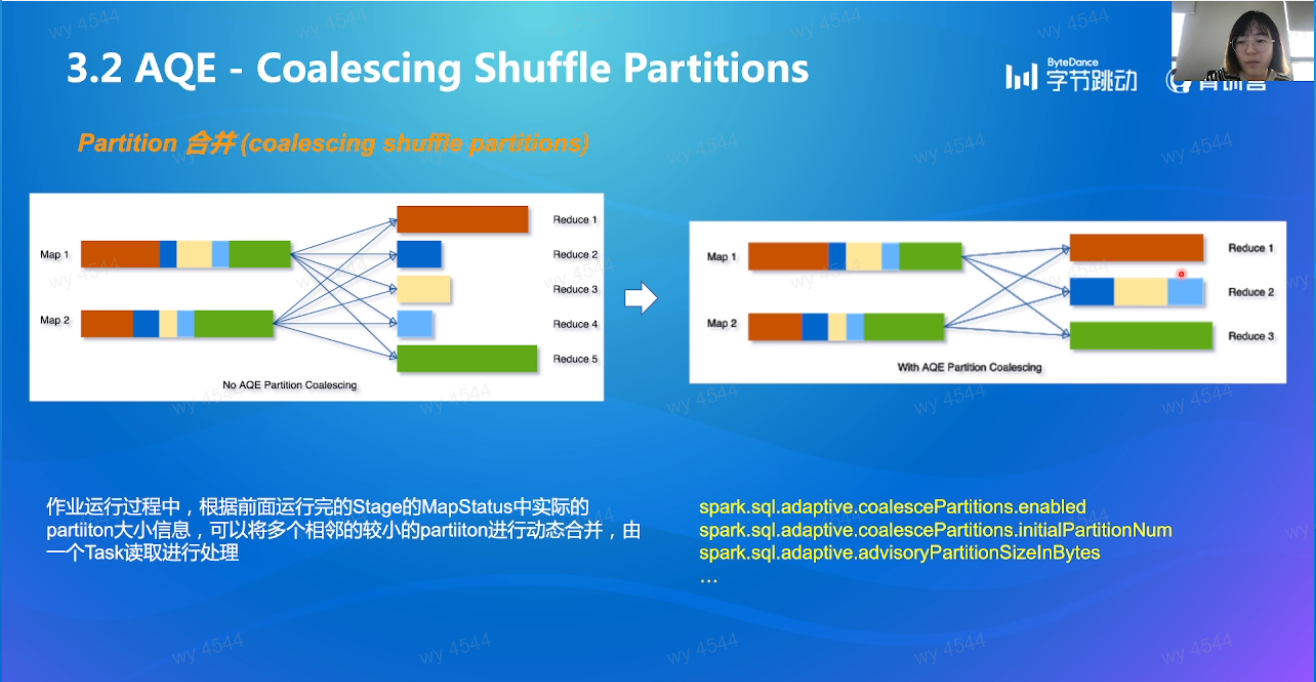 3.2 AQE - Coalescing Shuffle Partitions
ByteDance
字节跳动
Partition 合并 (coalescing shuffle partitions)
Map 1
Map 2
Reduce 1
Reduce 2
Reduce 3
Reduce 4
Reduce 5
No AQE Partition Coalescing
Map 1
Map 2
Reduce 1
Reduce 2
Reduce 3
With AQE Partition Coalescing
作业运行过程中，根据前面运行完的Stage的MapStatus中实际的
partiiton大小信息，可以将多个相邻的较小的partiiton进行动态合并，由
一个Task读取进行处理
spark.sql.adaptive.coalescePartitions.enabled
spark.sql.adaptive.coalescePartitions.initialPartitionNum
spark.sql.adaptive.advisoryPartitionSizeInBytes
...
wy 4544